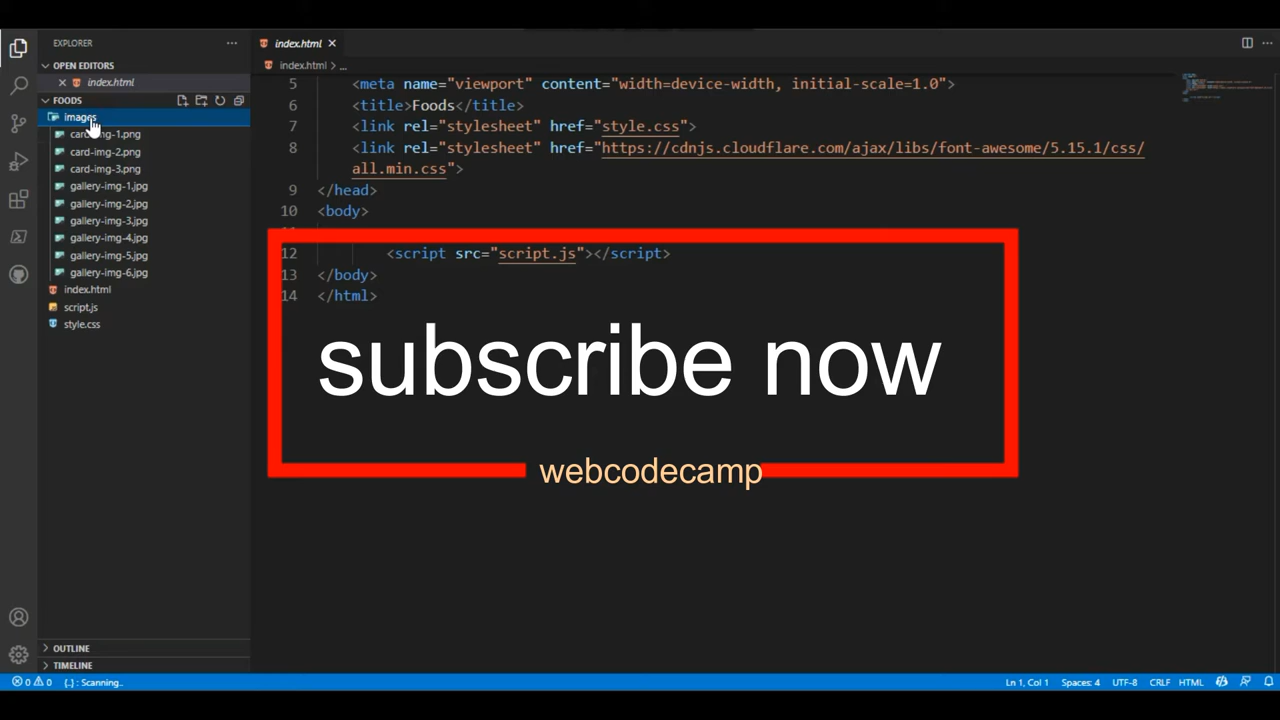 EXPLORER
OPEN EDITORS
index.html
FOODS
images
card-img-1.png
card-img-2.png
card-img-3.png
gallery-img-1.jpg
gallery-img-2.jpg
gallery-img-3.jpg
gallery-img-4.jpg
gallery-img-5.jpg
gallery-img-6.jpg
index.html
script.js
style.css
OUTLINE
TIMELINE
index.html
index.html > ...
5 <meta name="viewport" content="width=device-width, initial-scale=1.0">
6 <title>Foods</title>
7 <link rel="stylesheet" href="style.css">
8 <link rel="stylesheet" href="https://cdnjs.cloudflare.com/ajax/libs/font-awesome/5.15.1/css/
all.min.css">
9 </head>
10 <body>
12 <script src="script.js"></script>
13 </body>
14 </html>
subscribe now
webcodecamp
0 0 {..} : Scanning..
Ln 1, Col 1 Spaces: 4 UTF-8 CRLF HTML